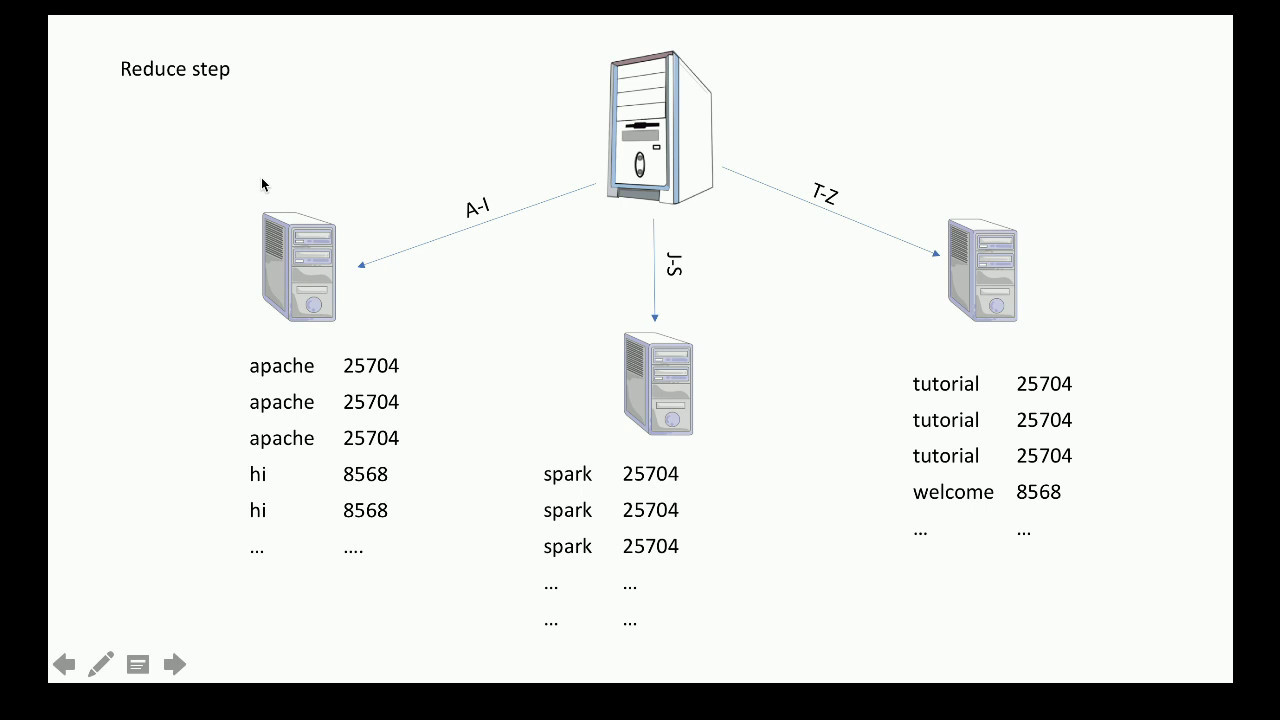 Reduce step
A-I
T-Z
J-S
apache 25704
apache 25704
apache 25704
hi 8568
hi 8568
... ....
spark 25704
spark 25704
spark 25704
... ...
... ...
tutorial 25704
tutorial 25704
tutorial 25704
welcome 8568
... ...